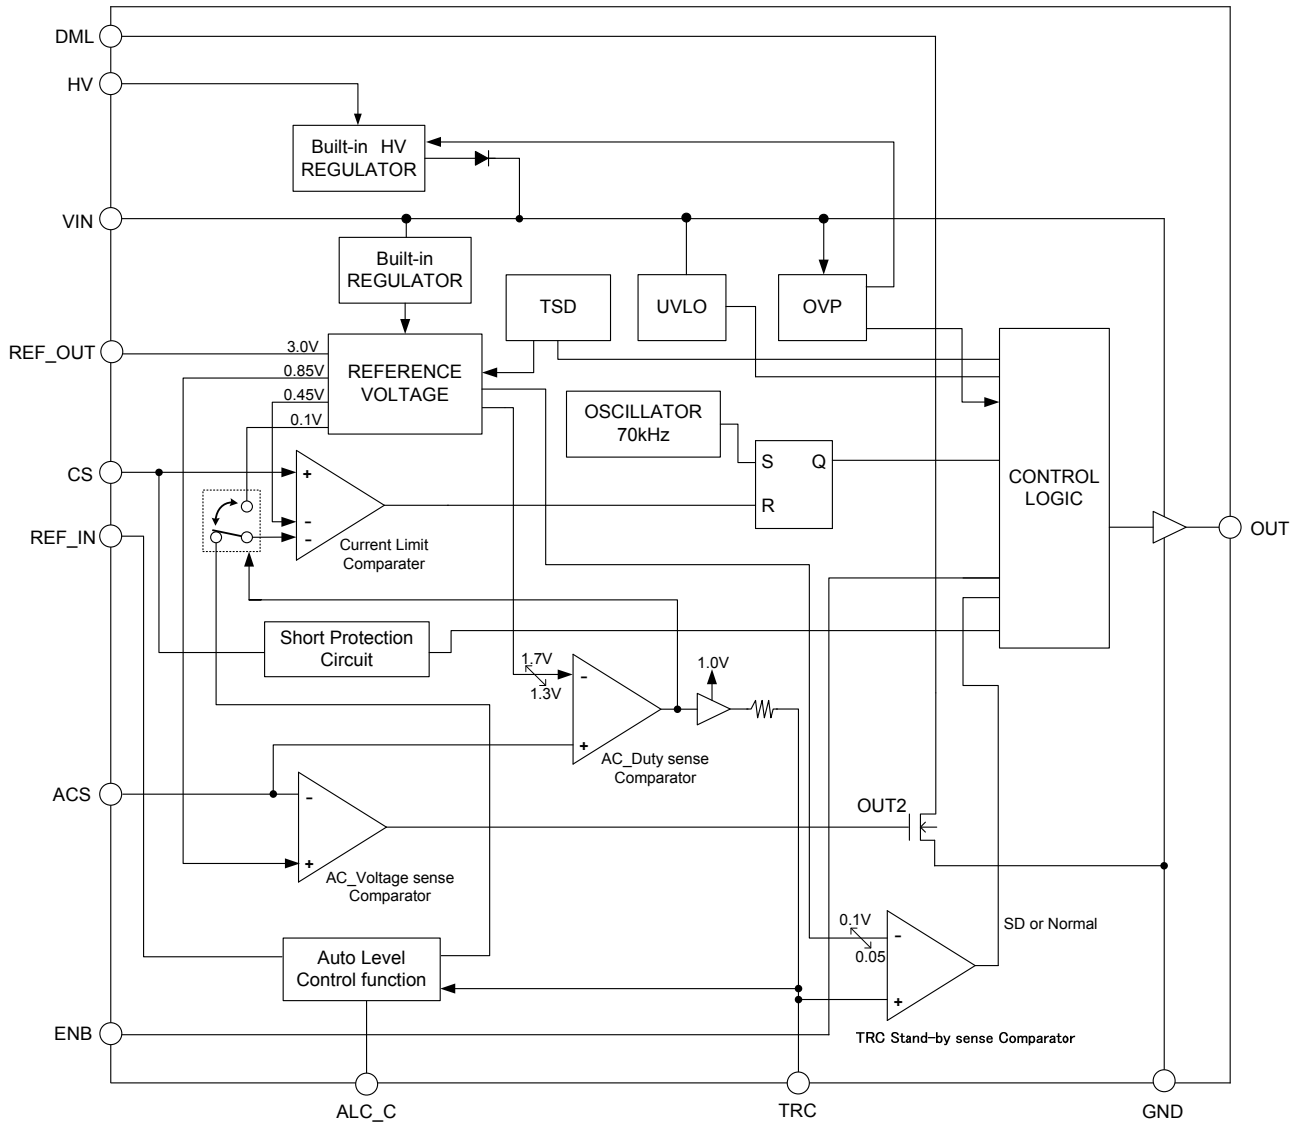 DML
HV
Built-in HV
REGULATOR
VIN
Built-in
REGULATOR
TSD
UVLO
OVP
REF_OUT
3.0V
0.85V
0.45V
0.1V
REFERENCE
VOLTAGE
OSCILLATOR
70kHz
S
Q
R
CONTROL
LOGIC
CS
+
-
-
Current Limit
Comparater
REF_IN
OUT
Short Protection
Circuit
1.7V
1.3V
-
+
1.0V
AC_Duty sense
Comparator
ACS
-
+
AC_Voltage sense
Comparator
OUT2
0.1V
0.05
-
+
SD or Normal
TRC Stand-by sense Comparator
Auto Level
Control function
ENB
ALC_C
TRC
GND